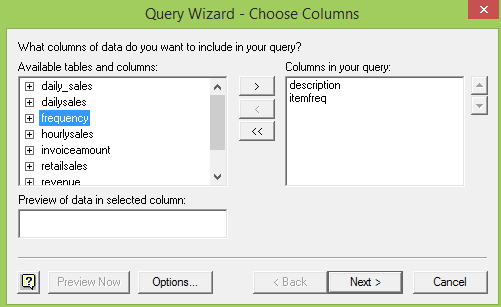 Query Wizard - Choose Columns
What columns of data do you want to include in your query?
Available tables and columns:
daily_sales
dailysales
frequency
hourlysales
invoiceamount
retailsales
revenue
>
<
<<
Columns in your query:
description
itemfreq
Preview of data in selected column:
?
Preview Now
Options...
< Back
Next >
Cancel